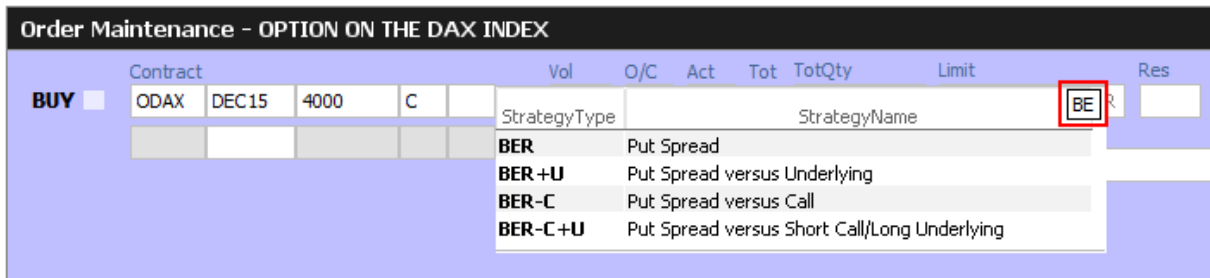 Order Maintenance - OPTION ON THE DAX INDEX
Contract Vol O/C Act Tot TotQty Limit Res
BUY ODAX DEC15 4000 C BE R
StrategyType StrategyName
BER Put Spread
BER+U Put Spread versus Underlying
BER-C Put Spread versus Call
BER-C+U Put Spread versus Short Call/Long Underlying